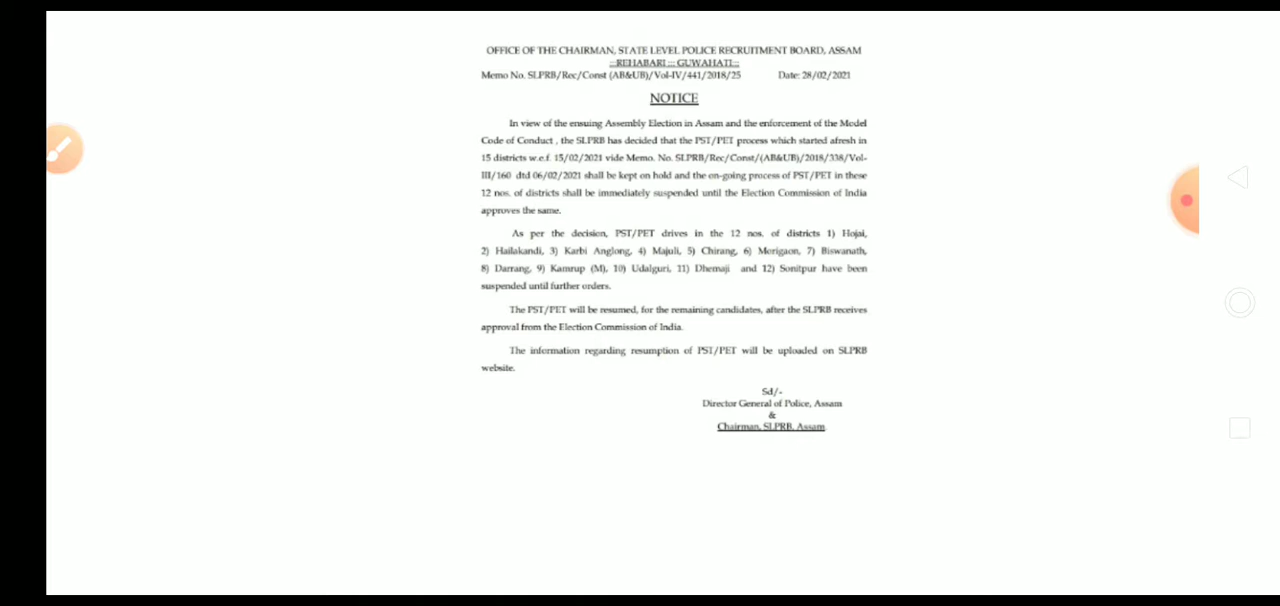 OFFICE OF THE CHAIRMAN, STATE LEVEL POLICE RECRUITMENT BOARD, ASSAM
:::REHABARI ::: GUWAHATI:::
Memo No. SLPRB/Rec/Const (AB&UB)/Vol-IV/441/2018/25 Date: 28/02/2021
NOTICE
In view of the ensuing Assembly Election in Assam and the enforcement of the Model
Code of Conduct , the SLPRB has decided that the PST/PET process which started afresh in
15 districts w.e.f. 15/02/2021 vide Memo. No. SLPRB/Rec/Const/(AB&UB)/2018/338/Vol-
III/160 dtd 06/02/2021 shall be kept on hold and the on-going process of PST/PET in these
12 nos. of districts shall be immediately suspended until the Election Commission of India
approves the same.
As per the decision, PST/PET drives in the 12 nos. of districts 1) Hojai,
2) Hailakandi, 3) Karbi Anglong, 4) Majuli, 5) Chirang, 6) Morigaon, 7) Biswanath,
8) Darrang, 9) Kamrup (M), 10) Udalguri, 11) Dhemaji and 12) Sonitpur have been
suspended until further orders.
The PST/PET will be resumed, for the remaining candidates, after the SLPRB receives
approval from the Election Commission of India.
The information regarding resumption of PST/PET will be uploaded on SLPRB
website.
Sd/-
Director General of Police, Assam
&
Chairman, SLPRB, Assam